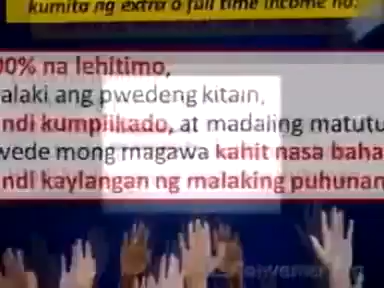 kumita ng extra o full time income no.
00% na lehitimo,
alaki ang pwedeng kitain,
ndi kumplikado, at madaling matutu
wede mong magawa kahit nasa baha
ndi kaylangan ng malaking puhunan